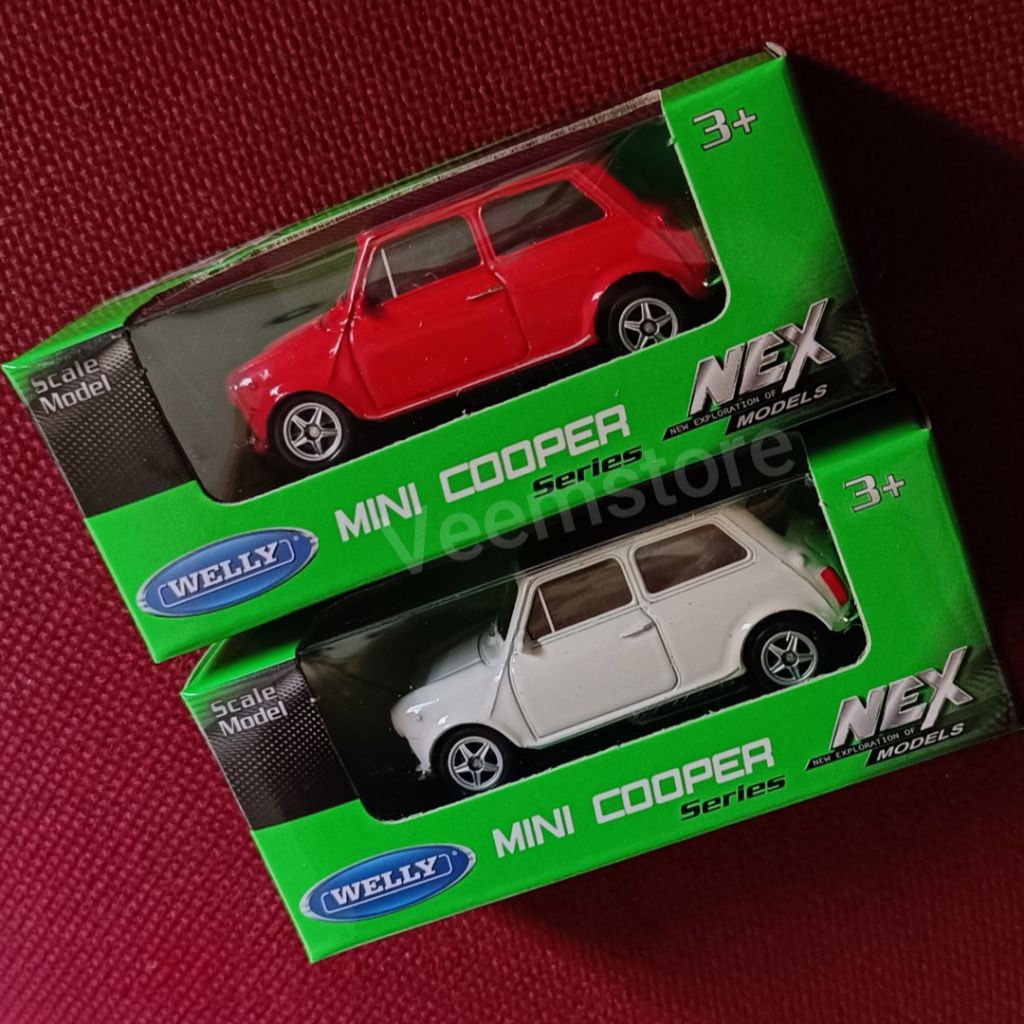 3+
Scale
Model
NEX
NEW EXPLORATION OF
MODELS
MINI COOPER
Series
WELLY
Veemstore
3+
Scale
Model
NEX
NEW EXPLORATION OF
MODELS
MINI COOPER
Series
WELLY